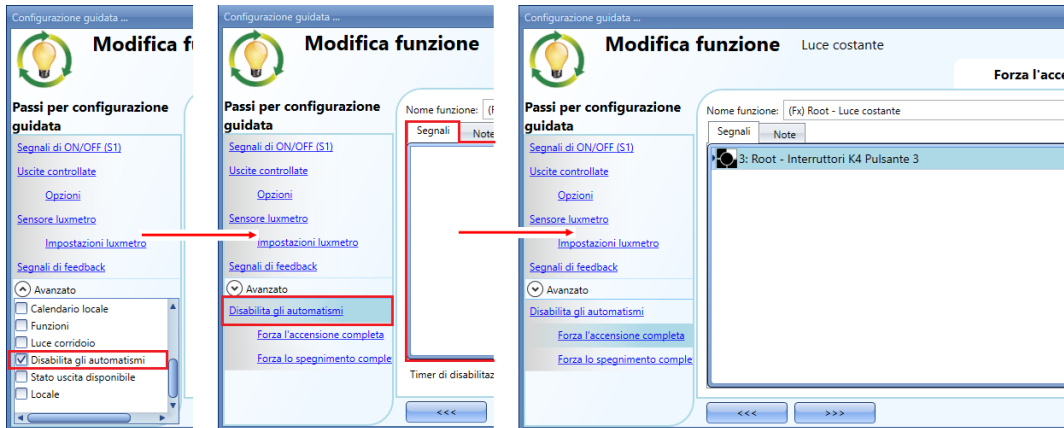 Configurazione guidata ...
Modifica f
Passi per configurazione
guidata
Segnali di ON/OFF (S1)
Uscite controllate
Opzioni
Sensore luxmetro
Impostazioni luxmetro
Segnali di feedback
Avanzato
Calendario locale
Funzioni
Luce corridoio
Disabilita gli automatismi
Stato uscita disponibile
Locale
Configurazione guidata ...
Modifica funzione
Passi per configurazione
guidata
Segnali di ON/OFF (S1)
Uscite controllate
Opzioni
Sensore luxmetro
Impostazioni luxmetro
Segnali di feedback
Avanzato
Disabilita gli automatismi
Forza l'accensione completa
Forza lo spegnimento comple
Nome funzione: (F
Segnali Note
Timer di disabilitaz
<<<
Configurazione guidata ...
Modifica funzione Luce costante
Forza l'acce
Passi per configurazione
guidata
Segnali di ON/OFF (S1)
Uscite controllate
Opzioni
Sensore luxmetro
Impostazioni luxmetro
Segnali di feedback
Avanzato
Disabilita gli automatismi
Forza l'accensione completa
Forza lo spegnimento comple
Nome funzione: (Fx) Root - Luce costante
Segnali Note
3: Root - Interruttori K4 Pulsante 3
<<< >>>